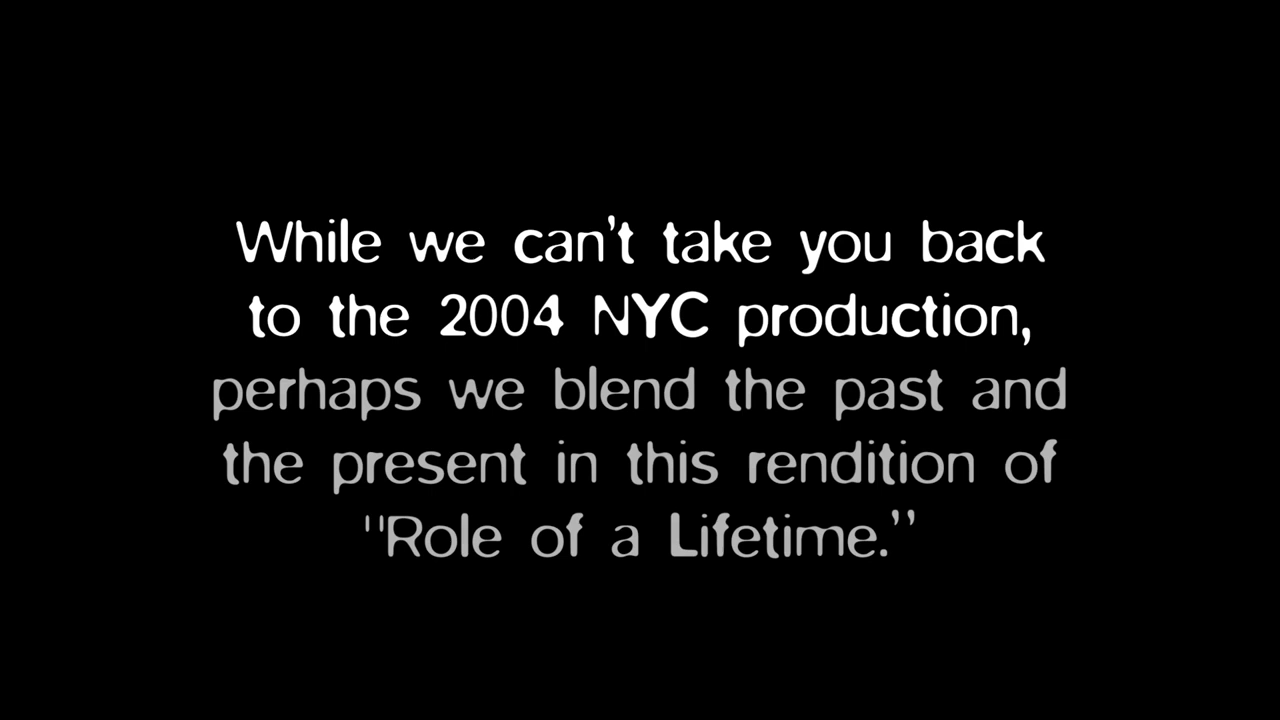 While we can't take you back
to the 2004 NYC production,
perhaps we blend the past and
the present in this rendition of
"Role of a Lifetime.”